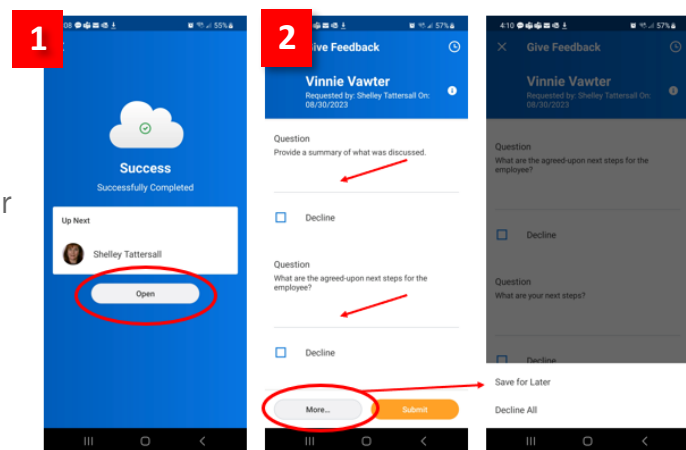 r
1
08
55%
Success
Successfully Completed
Up Next
Shelley Tattersall
Open
2
57%
Give Feedback
Vinnie Vawter
Requested by: Shelley Tattersall On:
08/30/2023
Question
Provide a summary of what was discussed.
Decline
Question
What are the agreed-upon next steps for the
employee?
Decline
More...
Submit
4:10
57%
Give Feedback
Vinnie Vawter
Requested by: Shelley Tattersall On:
08/30/2023
Question
What are the agreed-upon next steps for the
employee?
Decline
Question
What are your next steps?
Decline
Save for Later
Decline All